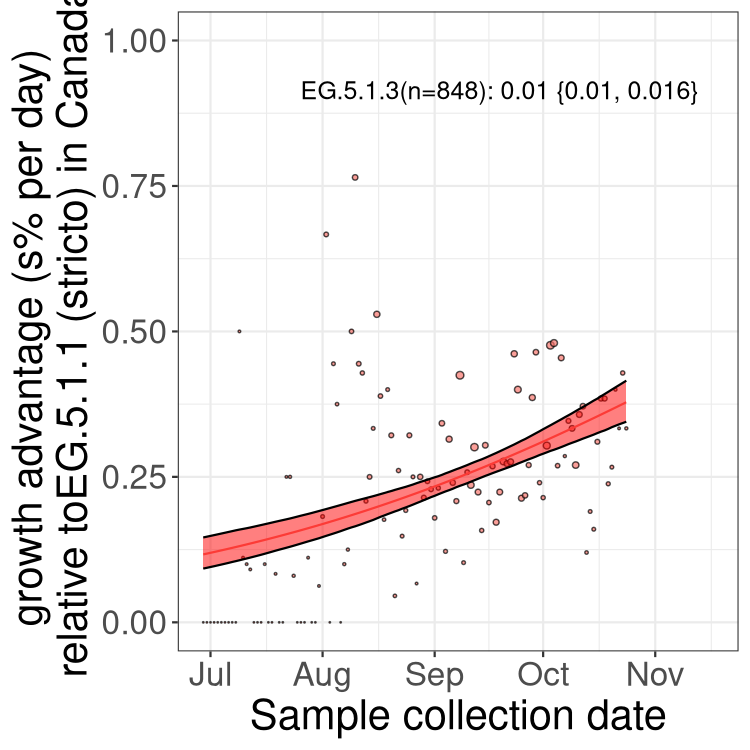 growth advantage (s% per day)
relative toEG.5.1.1 (stricto) in Canada
1.00
0.75
0.50
0.25
0.00
EG.5.1.3(n=848): 0.01 {0.01, 0.016}
Jul Aug Sep Oct Nov
Sample collection date